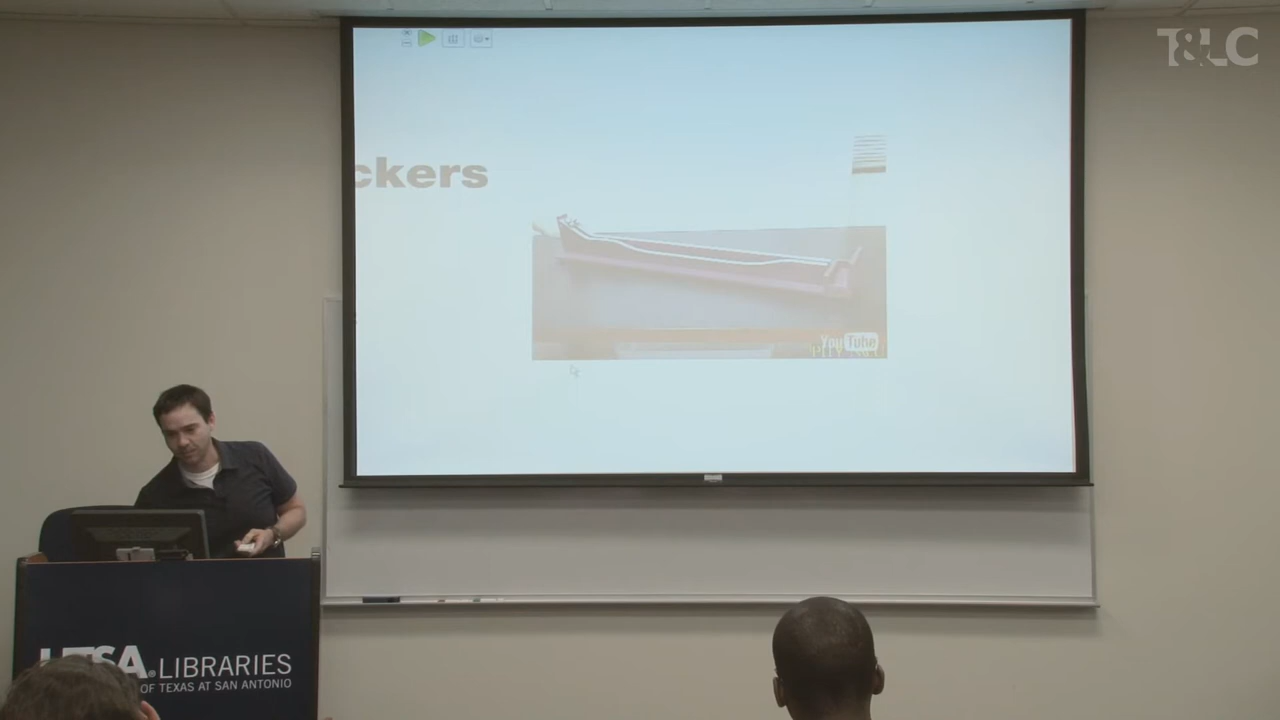 T&LC
ckers
YouTube
UTSA LIBRARIES
OF TEXAS AT SAN ANTONIO